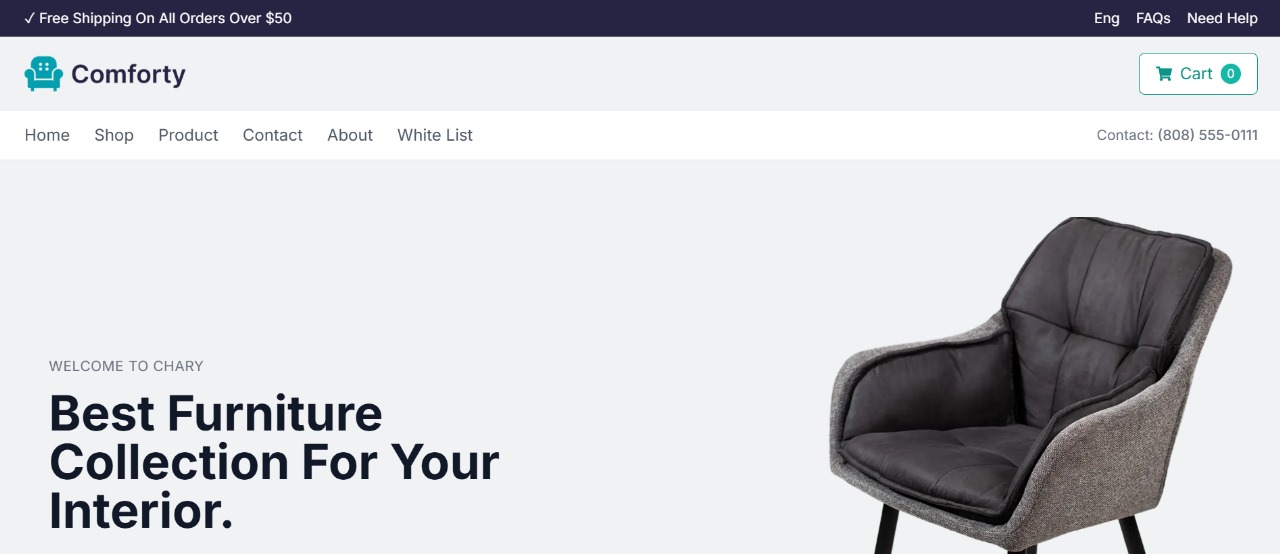 ✓ Free Shipping On All Orders Over $50
Eng FAQs Need Help
Comforty
Cart 0
Home Shop Product Contact About White List
Contact: (808) 555-0111
WELCOME TO CHARY
Best Furniture
Collection For Your
Interior.